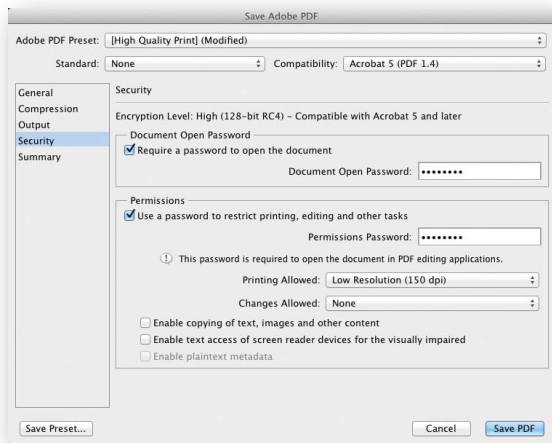 Save Adobe PDF
Adobe PDF Preset: [High Quality Print] (Modified)
Standard: None Compatibility: Acrobat 5 (PDF 1.4)
General
Compression
Output
Security
Summary
Security
Encryption Level: High (128-bit RC4) – Compatible with Acrobat 5 and later
Document Open Password
Require a password to open the document
Document Open Password: ••••••••
Permissions
Use a password to restrict printing, editing and other tasks
Permissions Password: ••••••••
This password is required to open the document in PDF editing applications.
Printing Allowed: Low Resolution (150 dpi)
Changes Allowed: None
Enable copying of text, images and other content
Enable text access of screen reader devices for the visually impaired
Enable plaintext metadata
Save Preset... Cancel Save PDF